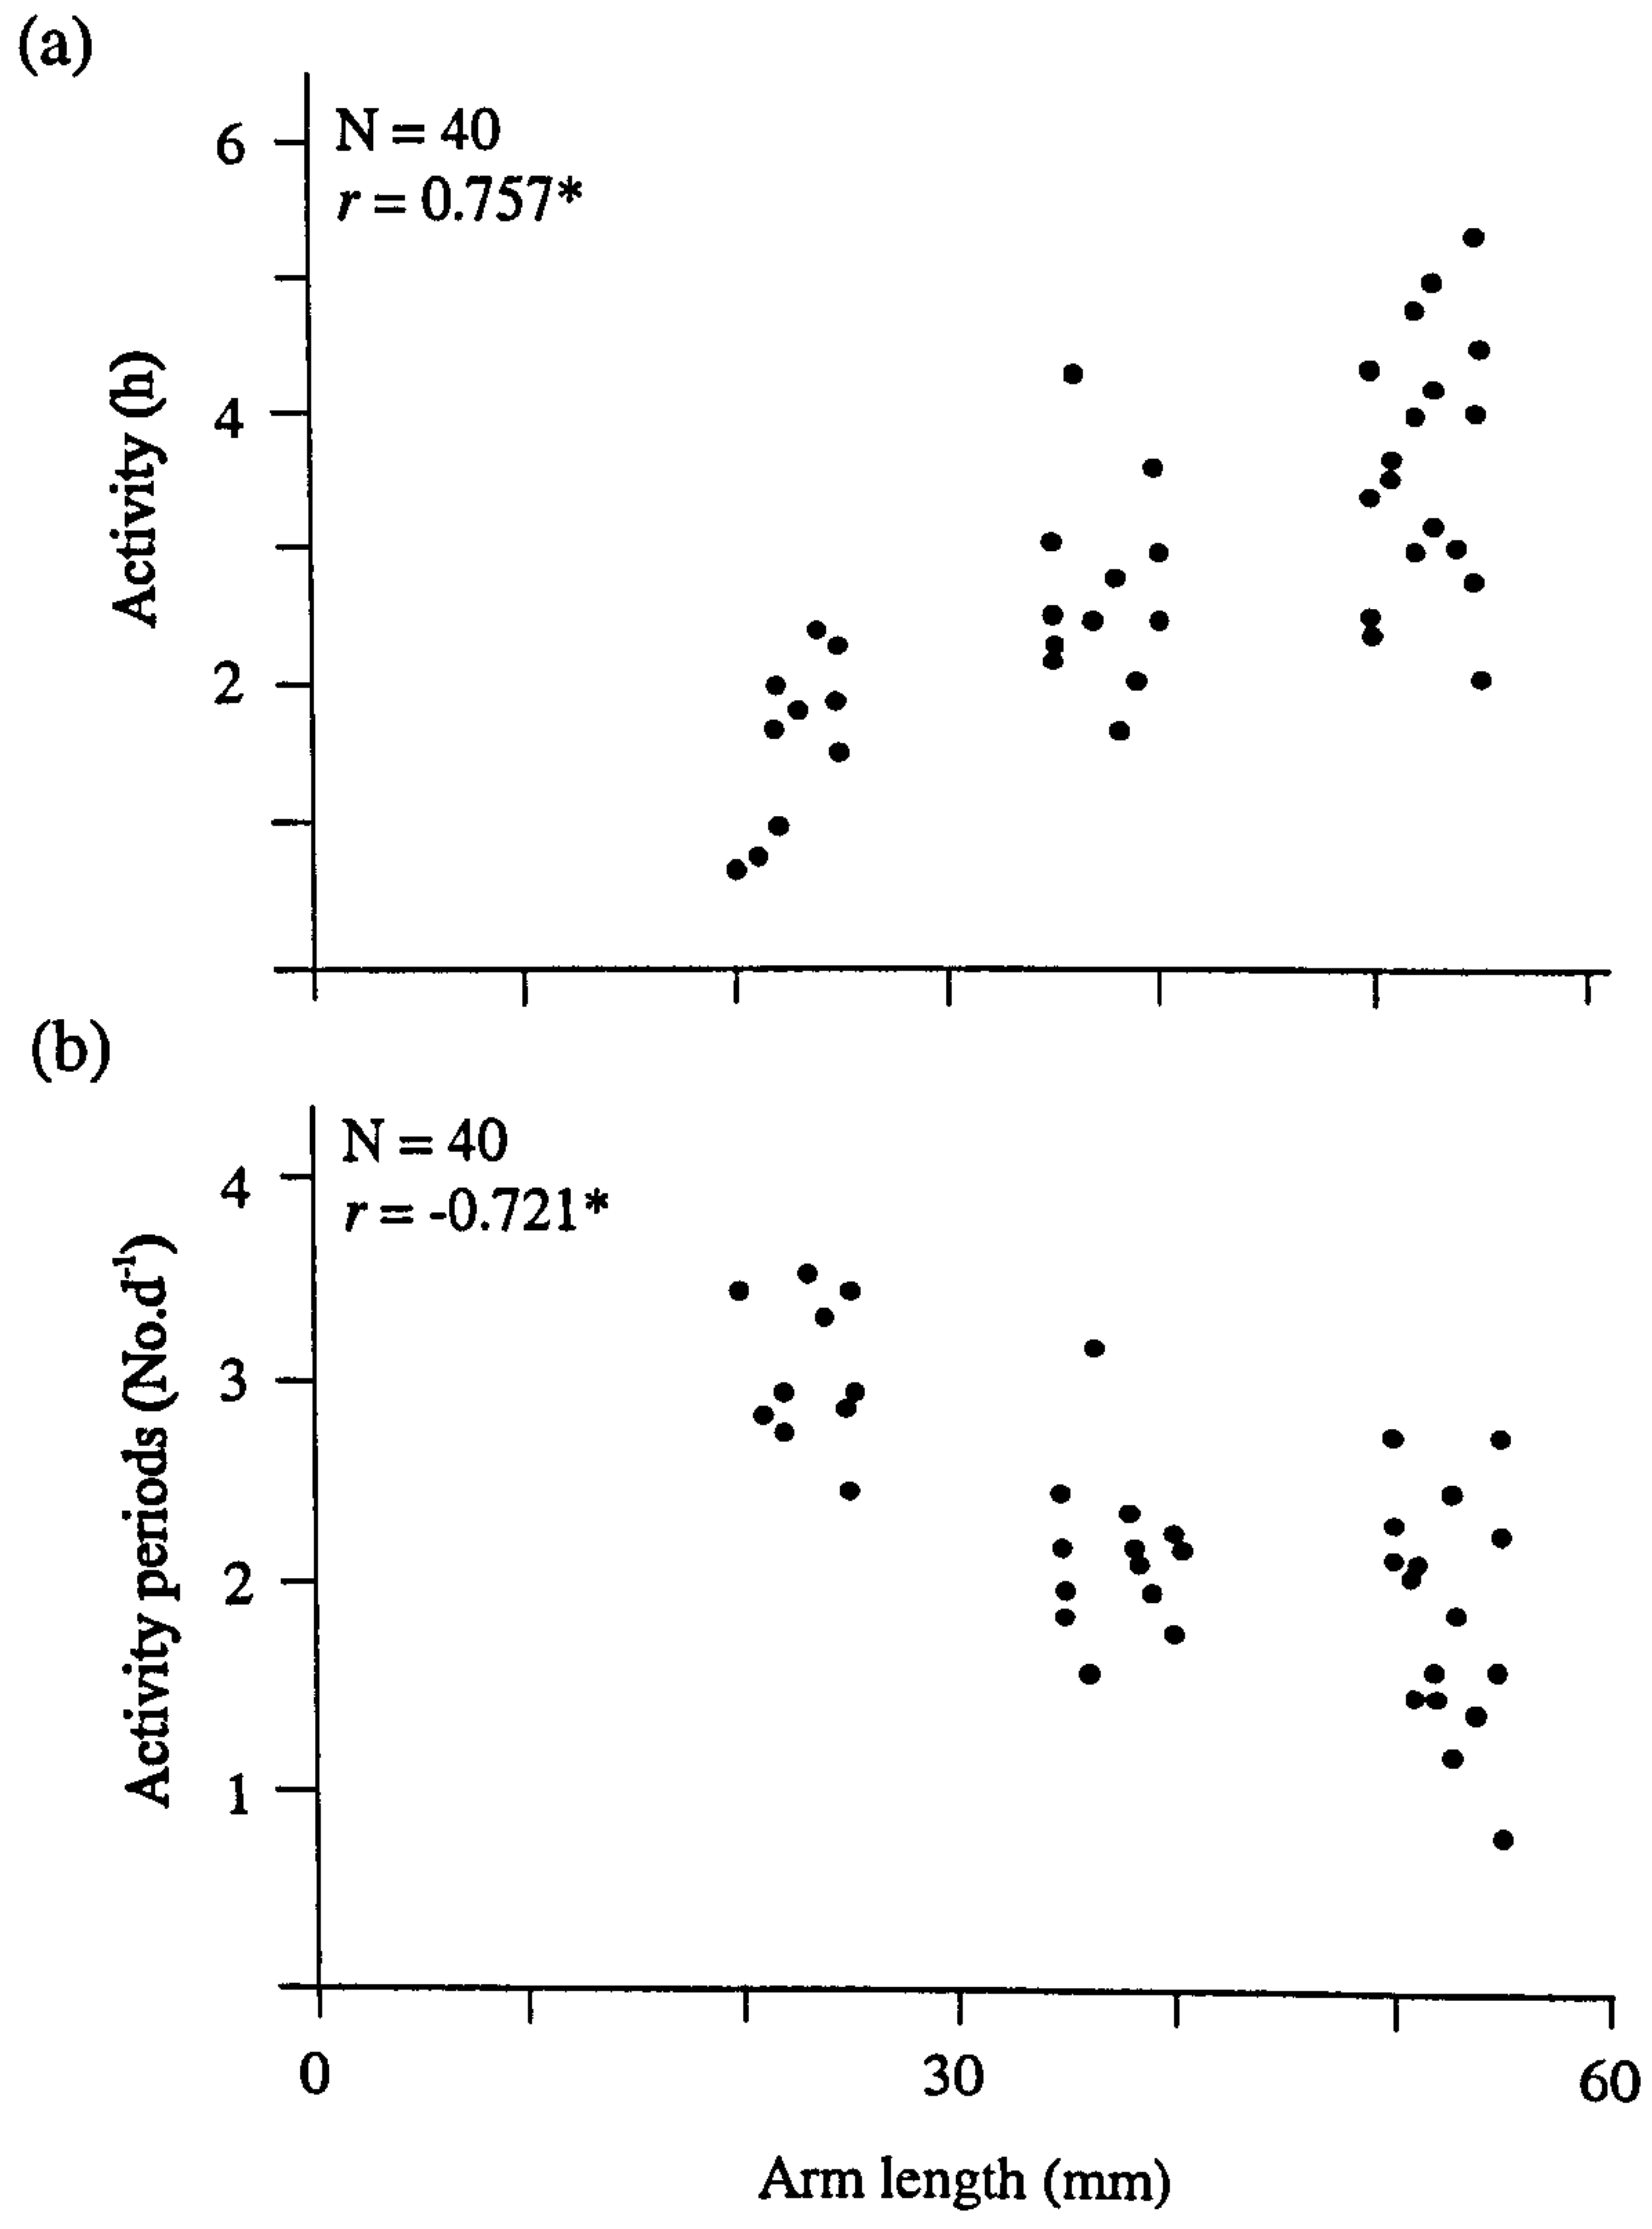 (a)
6
N = 40
r = 0.757*
4
2
Activity (h)
(b)
N = 40
4
r = -0.721*
3
2
1
Activity periods (No.d-1)
0
30
60
Arm length (mm)